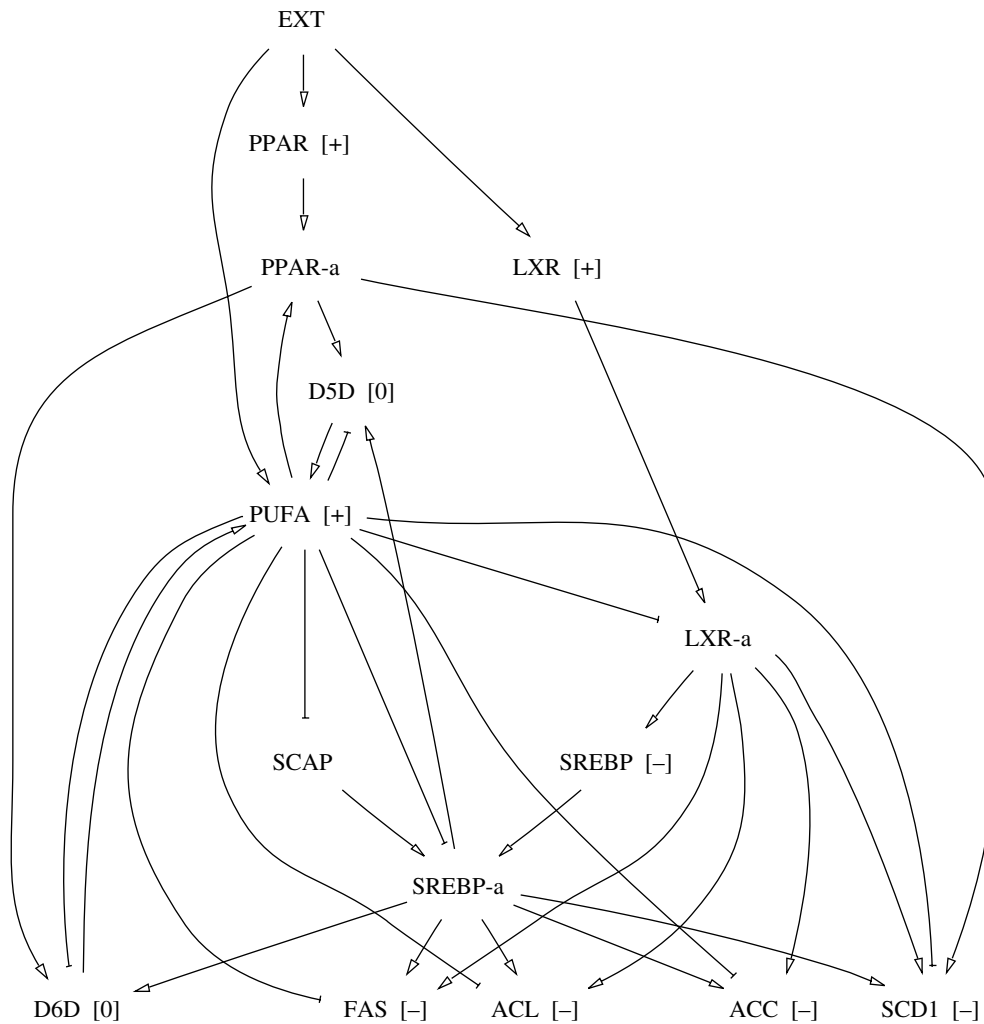 EXT
PPAR [+]
PPAR-a
LXR [+]
D5D [0]
PUFA [+]
LXR-a
SCAP
SREBP [–]
SREBP-a
D6D [0]
FAS [–]
ACL [–]
ACC [–]
SCD1 [–]